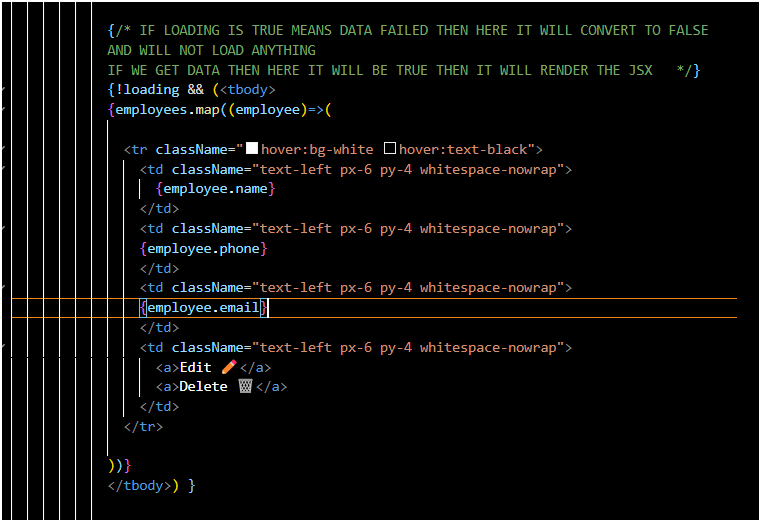 {/* IF LOADING IS TRUE MEANS DATA FAILED THEN HERE IT WILL CONVERT TO FALSE
AND WILL NOT LOAD ANYTHING
IF WE GET DATA THEN HERE IT WILL BE TRUE THEN IT WILL RENDER THE JSX   */}
{!loading && (<tbody>
{employees.map((employee)=>(
<tr className="hover:bg-white hover:text-black">
<td className="text-left px-6 py-4 whitespace-nowrap">
{employee.name}
</td>
<td className="text-left px-6 py-4 whitespace-nowrap">
{employee.phone}
</td>
<td className="text-left px-6 py-4 whitespace-nowrap">
{employee.email}
</td>
<td className="text-left px-6 py-4 whitespace-nowrap">
<a>Edit ✏️</a>
<a>Delete 🗑️</a>
</td>
</tr>
))}
</tbody>) }